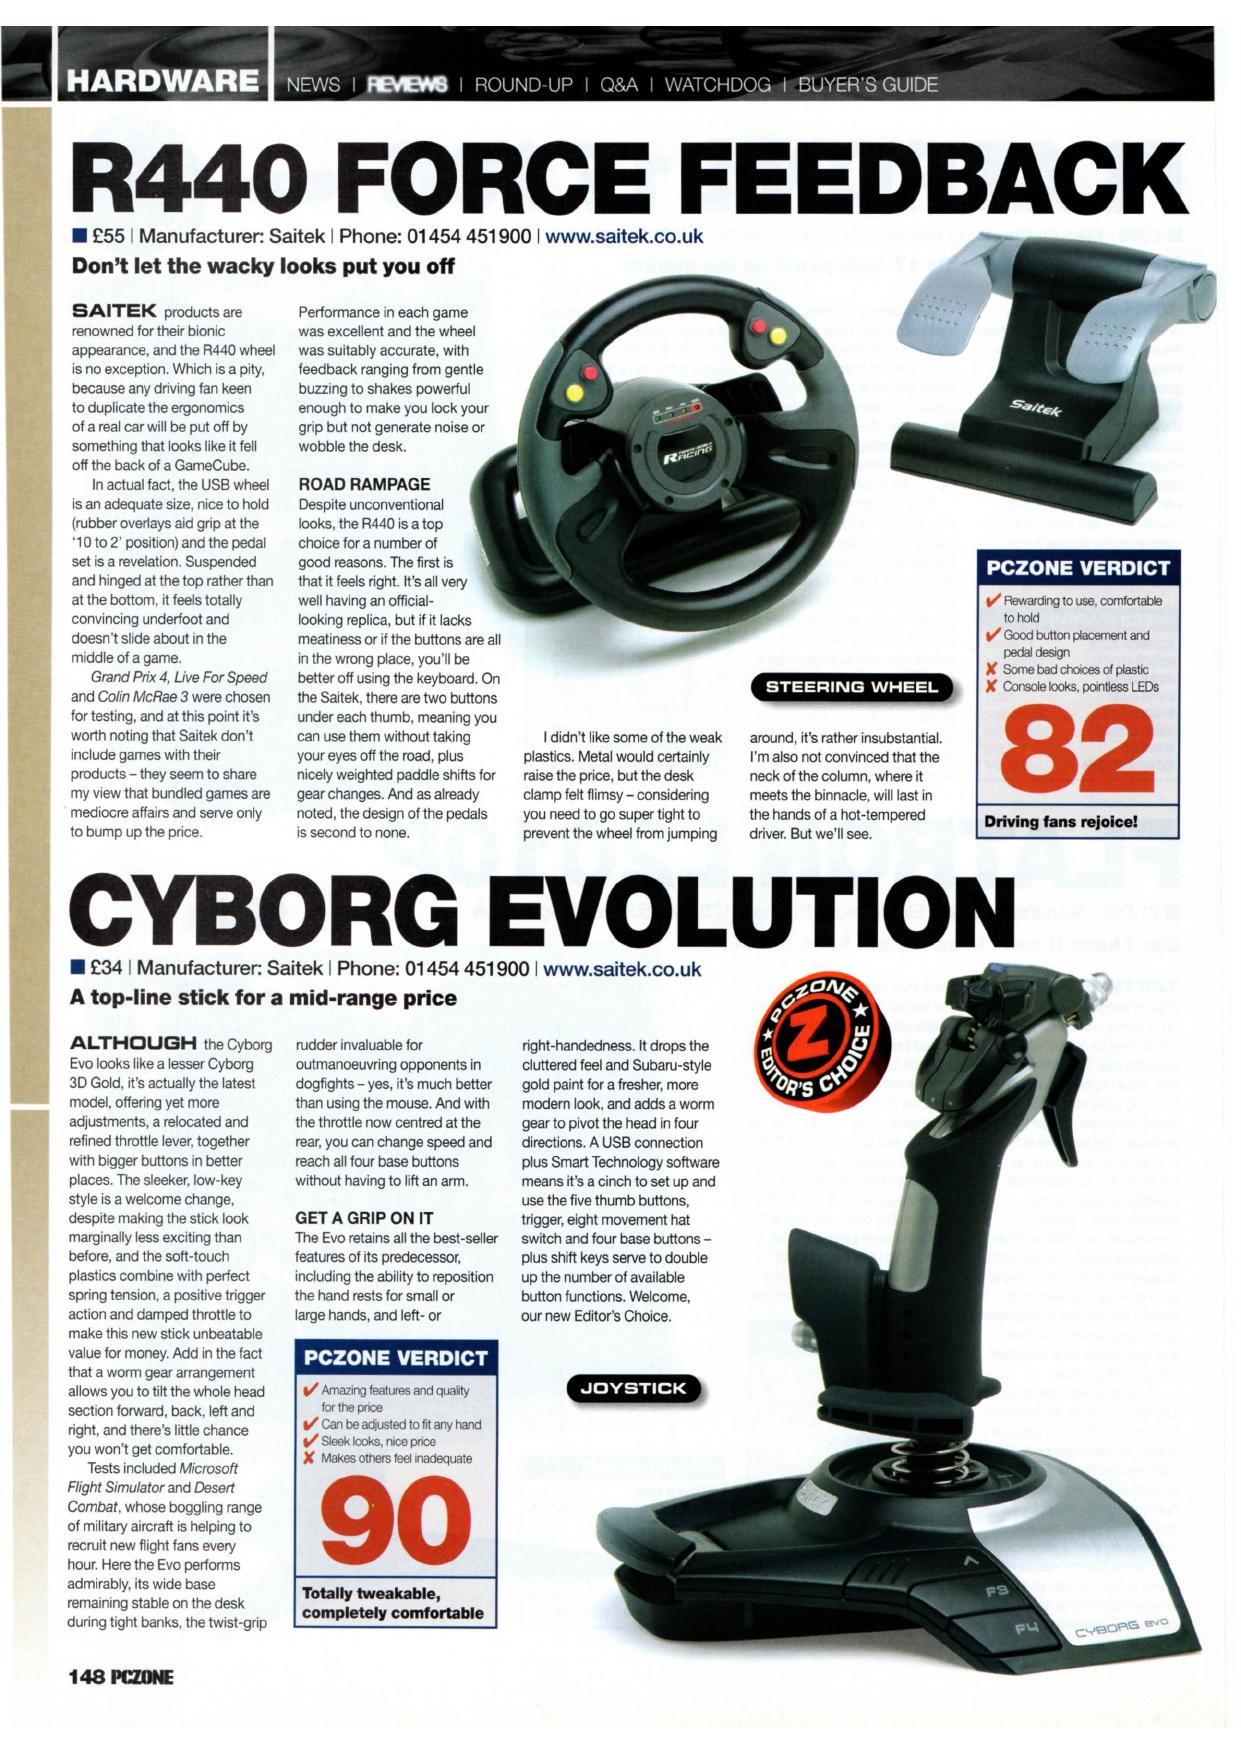 HARDWARE
NEWS | REVIEWS | ROUND-UP | Q&A | WATCHDOG | BUYER'S GUIDE
R440 FORCE FEEDBACK
£55 | Manufacturer: Saitek | Phone: 01454 451900 | www.saitek.co.uk
Don't let the wacky looks put you off
SAITEK products are
renowned for their bionic
appearance, and the R440 wheel
is no exception. Which is a pity,
because any driving fan keen
to duplicate the ergonomics
of a real car will be put off by
something that looks like it fell
off the back of a GameCube.
In actual fact, the USB wheel
is an adequate size, nice to hold
(rubber overlays aid grip at the
'10 to 2' position) and the pedal
set is a revelation. Suspended
and hinged at the top rather than
at the bottom, it feels totally
convincing underfoot and
doesn't slide about in the
middle of a game.
Grand Prix 4, Live For Speed
and Colin McRae 3 were chosen
for testing, and at this point it's
worth noting that Saitek don't
include games with their
products – they seem to share
my view that bundled games are
mediocre affairs and serve only
to bump up the price.
Performance in each game
was excellent and the wheel
was suitably accurate, with
feedback ranging from gentle
buzzing to shakes powerful
enough to make you lock your
grip but not generate noise or
wobble the desk.
ROAD RAMPAGE
Despite unconventional
looks, the R440 is a top
choice for a number of
good reasons. The first is
that it feels right. It's all very
well having an official-
looking replica, but if it lacks
meatiness or if the buttons are all
in the wrong place, you'll be
better off using the keyboard. On
the Saitek, there are two buttons
under each thumb, meaning you
can use them without taking
your eyes off the road, plus
nicely weighted paddle shifts for
gear changes. And as already
noted, the design of the pedals
is second to none.
I didn't like some of the weak
plastics. Metal would certainly
raise the price, but the desk
clamp felt flimsy – considering
you need to go super tight to
prevent the wheel from jumping
around, it's rather insubstantial.
I'm also not convinced that the
neck of the column, where it
meets the binnacle, will last in
the hands of a hot-tempered
driver. But we'll see.
RACING
Saitek
STEERING WHEEL
PCZONE VERDICT
Rewarding to use, comfortable
to hold
Good button placement and
pedal design
Some bad choices of plastic
Console looks, pointless LEDs
82
Driving fans rejoice!
CYBORG EVOLUTION
£34 | Manufacturer: Saitek | Phone: 01454 451900 | www.saitek.co.uk
A top-line stick for a mid-range price
ALTHOUGH the Cyborg
Evo looks like a lesser Cyborg
3D Gold, it's actually the latest
model, offering yet more
adjustments, a relocated and
refined throttle lever, together
with bigger buttons in better
places. The sleeker, low-key
style is a welcome change,
despite making the stick look
marginally less exciting than
before, and the soft-touch
plastics combine with perfect
spring tension, a positive trigger
action and damped throttle to
make this new stick unbeatable
value for money. Add in the fact
that a worm gear arrangement
allows you to tilt the whole head
section forward, back, left and
right, and there's little chance
you won't get comfortable.
Tests included Microsoft
Flight Simulator and Desert
Combat, whose boggling range
of military aircraft is helping to
recruit new flight fans every
hour. Here the Evo performs
admirably, its wide base
remaining stable on the desk
during tight banks, the twist-grip
rudder invaluable for
outmanoeuvring opponents in
dogfights – yes, it's much better
than using the mouse. And with
the throttle now centred at the
rear, you can change speed and
reach all four base buttons
without having to lift an arm.
GET A GRIP ON IT
The Evo retains all the best-seller
features of its predecessor,
including the ability to reposition
the hand rests for small or
large hands, and left- or
right-handedness. It drops the
cluttered feel and Subaru-style
gold paint for a fresher, more
modern look, and adds a worm
gear to pivot the head in four
directions. A USB connection
plus Smart Technology software
means it's a cinch to set up and
use the five thumb buttons,
trigger, eight movement hat
switch and four base buttons –
plus shift keys serve to double
up the number of available
button functions. Welcome,
our new Editor's Choice.
PCZONE VERDICT
Amazing features and quality
for the price
Can be adjusted to fit any hand
Sleek looks, nice price
Makes others feel inadequate
90
Totally tweakable,
completely comfortable
JOYSTICK
PCZONE
Z
EDITOR'S CHOICE
F3
F4
CYBORG evo
148 PCZONE